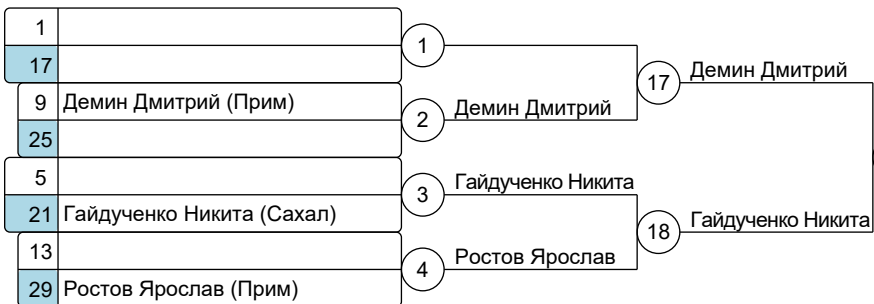 1
1
17
17
Демин Дмитрий
9 Демин Дмитрий (Прим)
2
Демин Дмитрий
25
5
3
Гайдученко Никита
21 Гайдученко Никита (Сахал)
18
Гайдученко Никита
13
4
Ростов Ярослав
29 Ростов Ярослав (Прим)